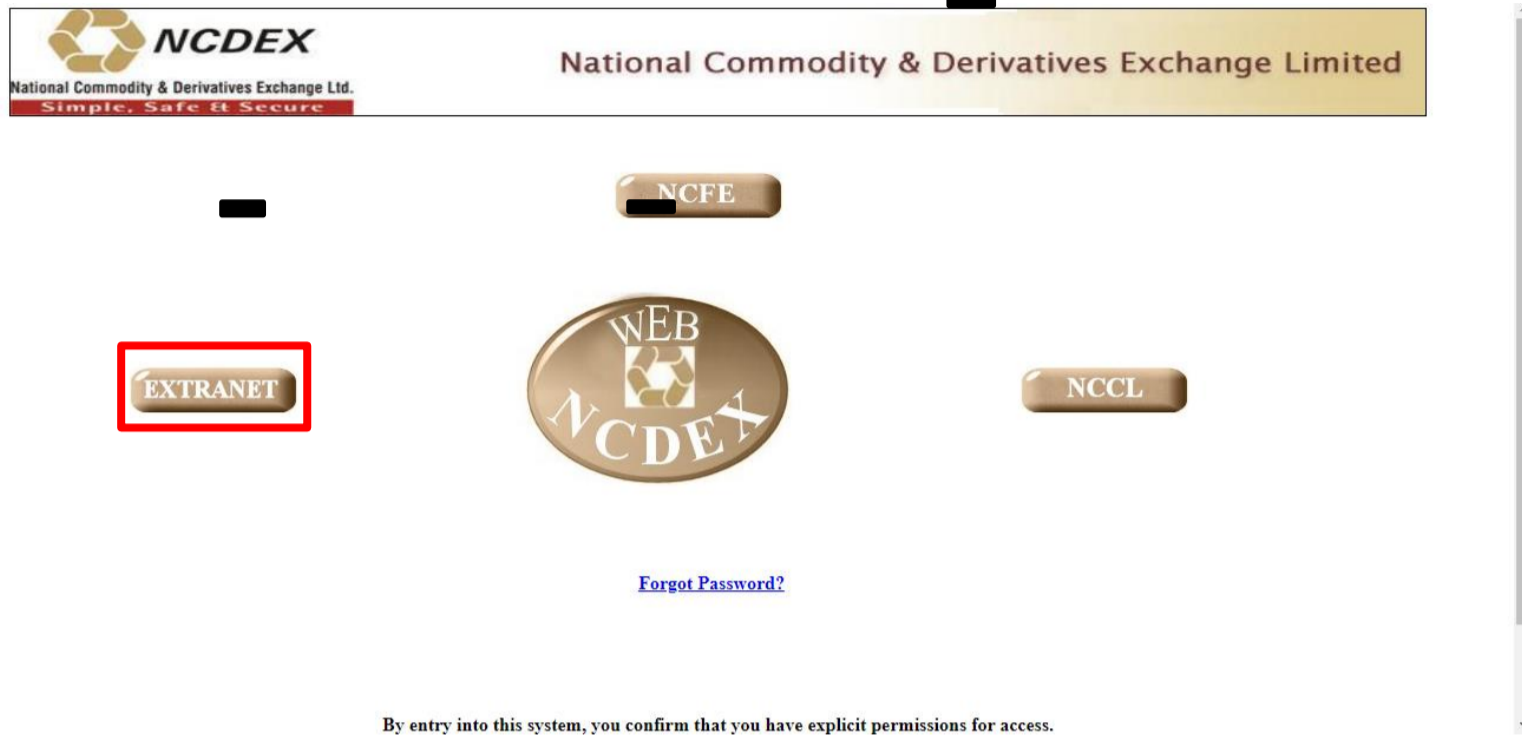 NCDEX
National Commodity & Derivatives Exchange Ltd.
Simple, Safe & Secure
National Commodity & Derivatives Exchange Limited
NCFE
EXTRANET
WEB
NCDEX
NCCL
Forgot Password?
By entry into this system, you confirm that you have explicit permissions for access.